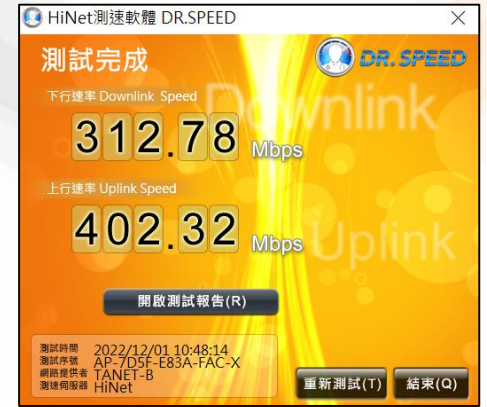 HiNet測速軟體 DR.SPEED
測試完成
DR. SPEED
下行速率 Downlink Speed
Downlink
312.78 Mbps
上行速率 Uplink Speed
402.32 Mbps
Uplink
開啟測試報告(R)
測試時間 2022/12/01 10:48:14
測試序號 AP-7D5F-E83A-FAC-X
網路提供者 TANET-B
測速伺服器 HiNet
重新測試(T)
結束(Q)